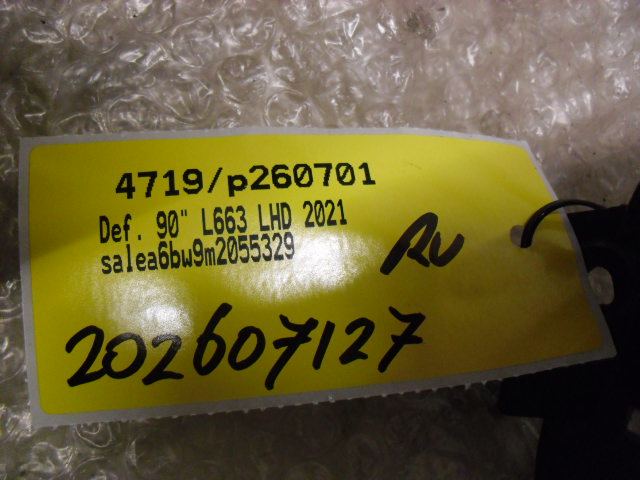 4719/p260701
Def. 90" L663 LHD 2021
salea6bw9m2055329
RV
202607127